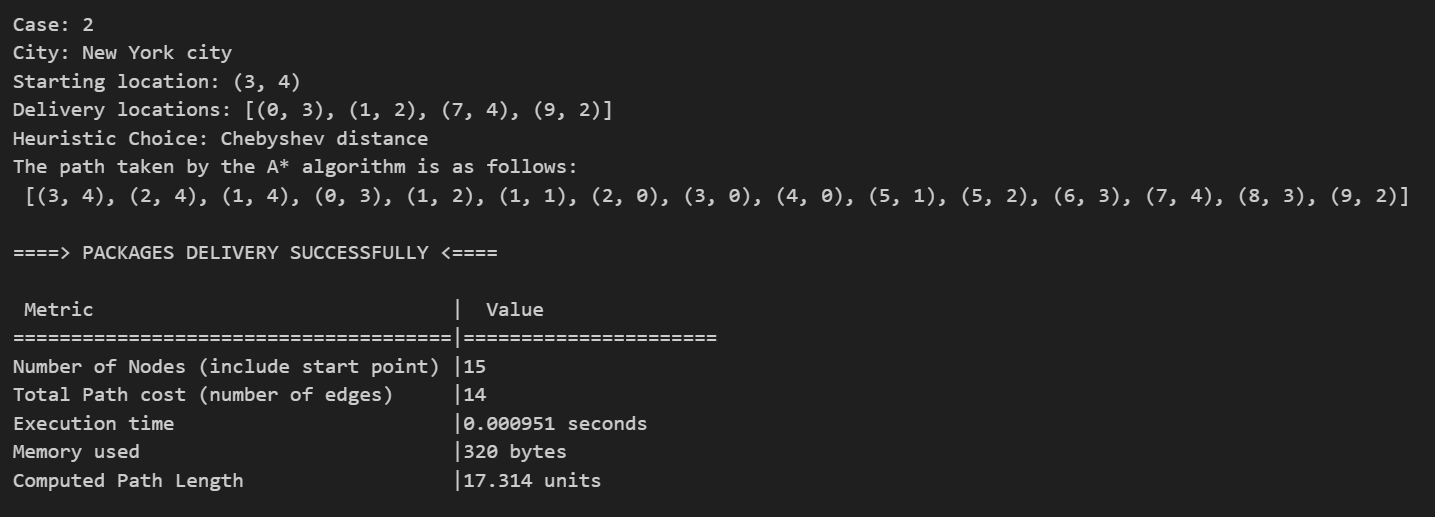 Case: 2
City: New York city
Starting location: (3, 4)
Delivery locations: [(0, 3), (1, 2), (7, 4), (9, 2)]
Heuristic Choice: Chebyshev distance
The path taken by the A* algorithm is as follows:
[(3, 4), (2, 4), (1, 4), (0, 3), (1, 2), (1, 1), (2, 0), (3, 0), (4, 0), (5, 1), (5, 2), (6, 3), (7, 4), (8, 3), (9, 2)]
====> PACKAGES DELIVERY SUCCESSFULLY <====
Metric | Value
======================================|======================
Number of Nodes (include start point) |15
Total Path cost (number of edges) |14
Execution time |0.000951 seconds
Memory used |320 bytes
Computed Path Length |17.314 units